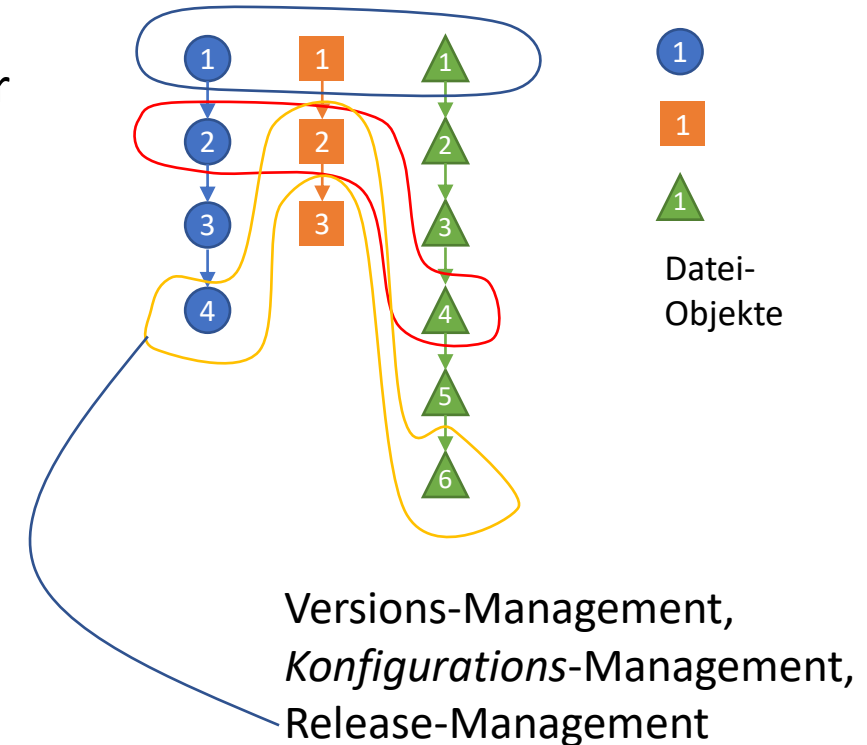 r
1 1 1 1
2 2 2 1
3 3 3 1
4 4
5
6
Datei-
Objekte
Versions-Management,
Konfigurations-Management,
Release-Management